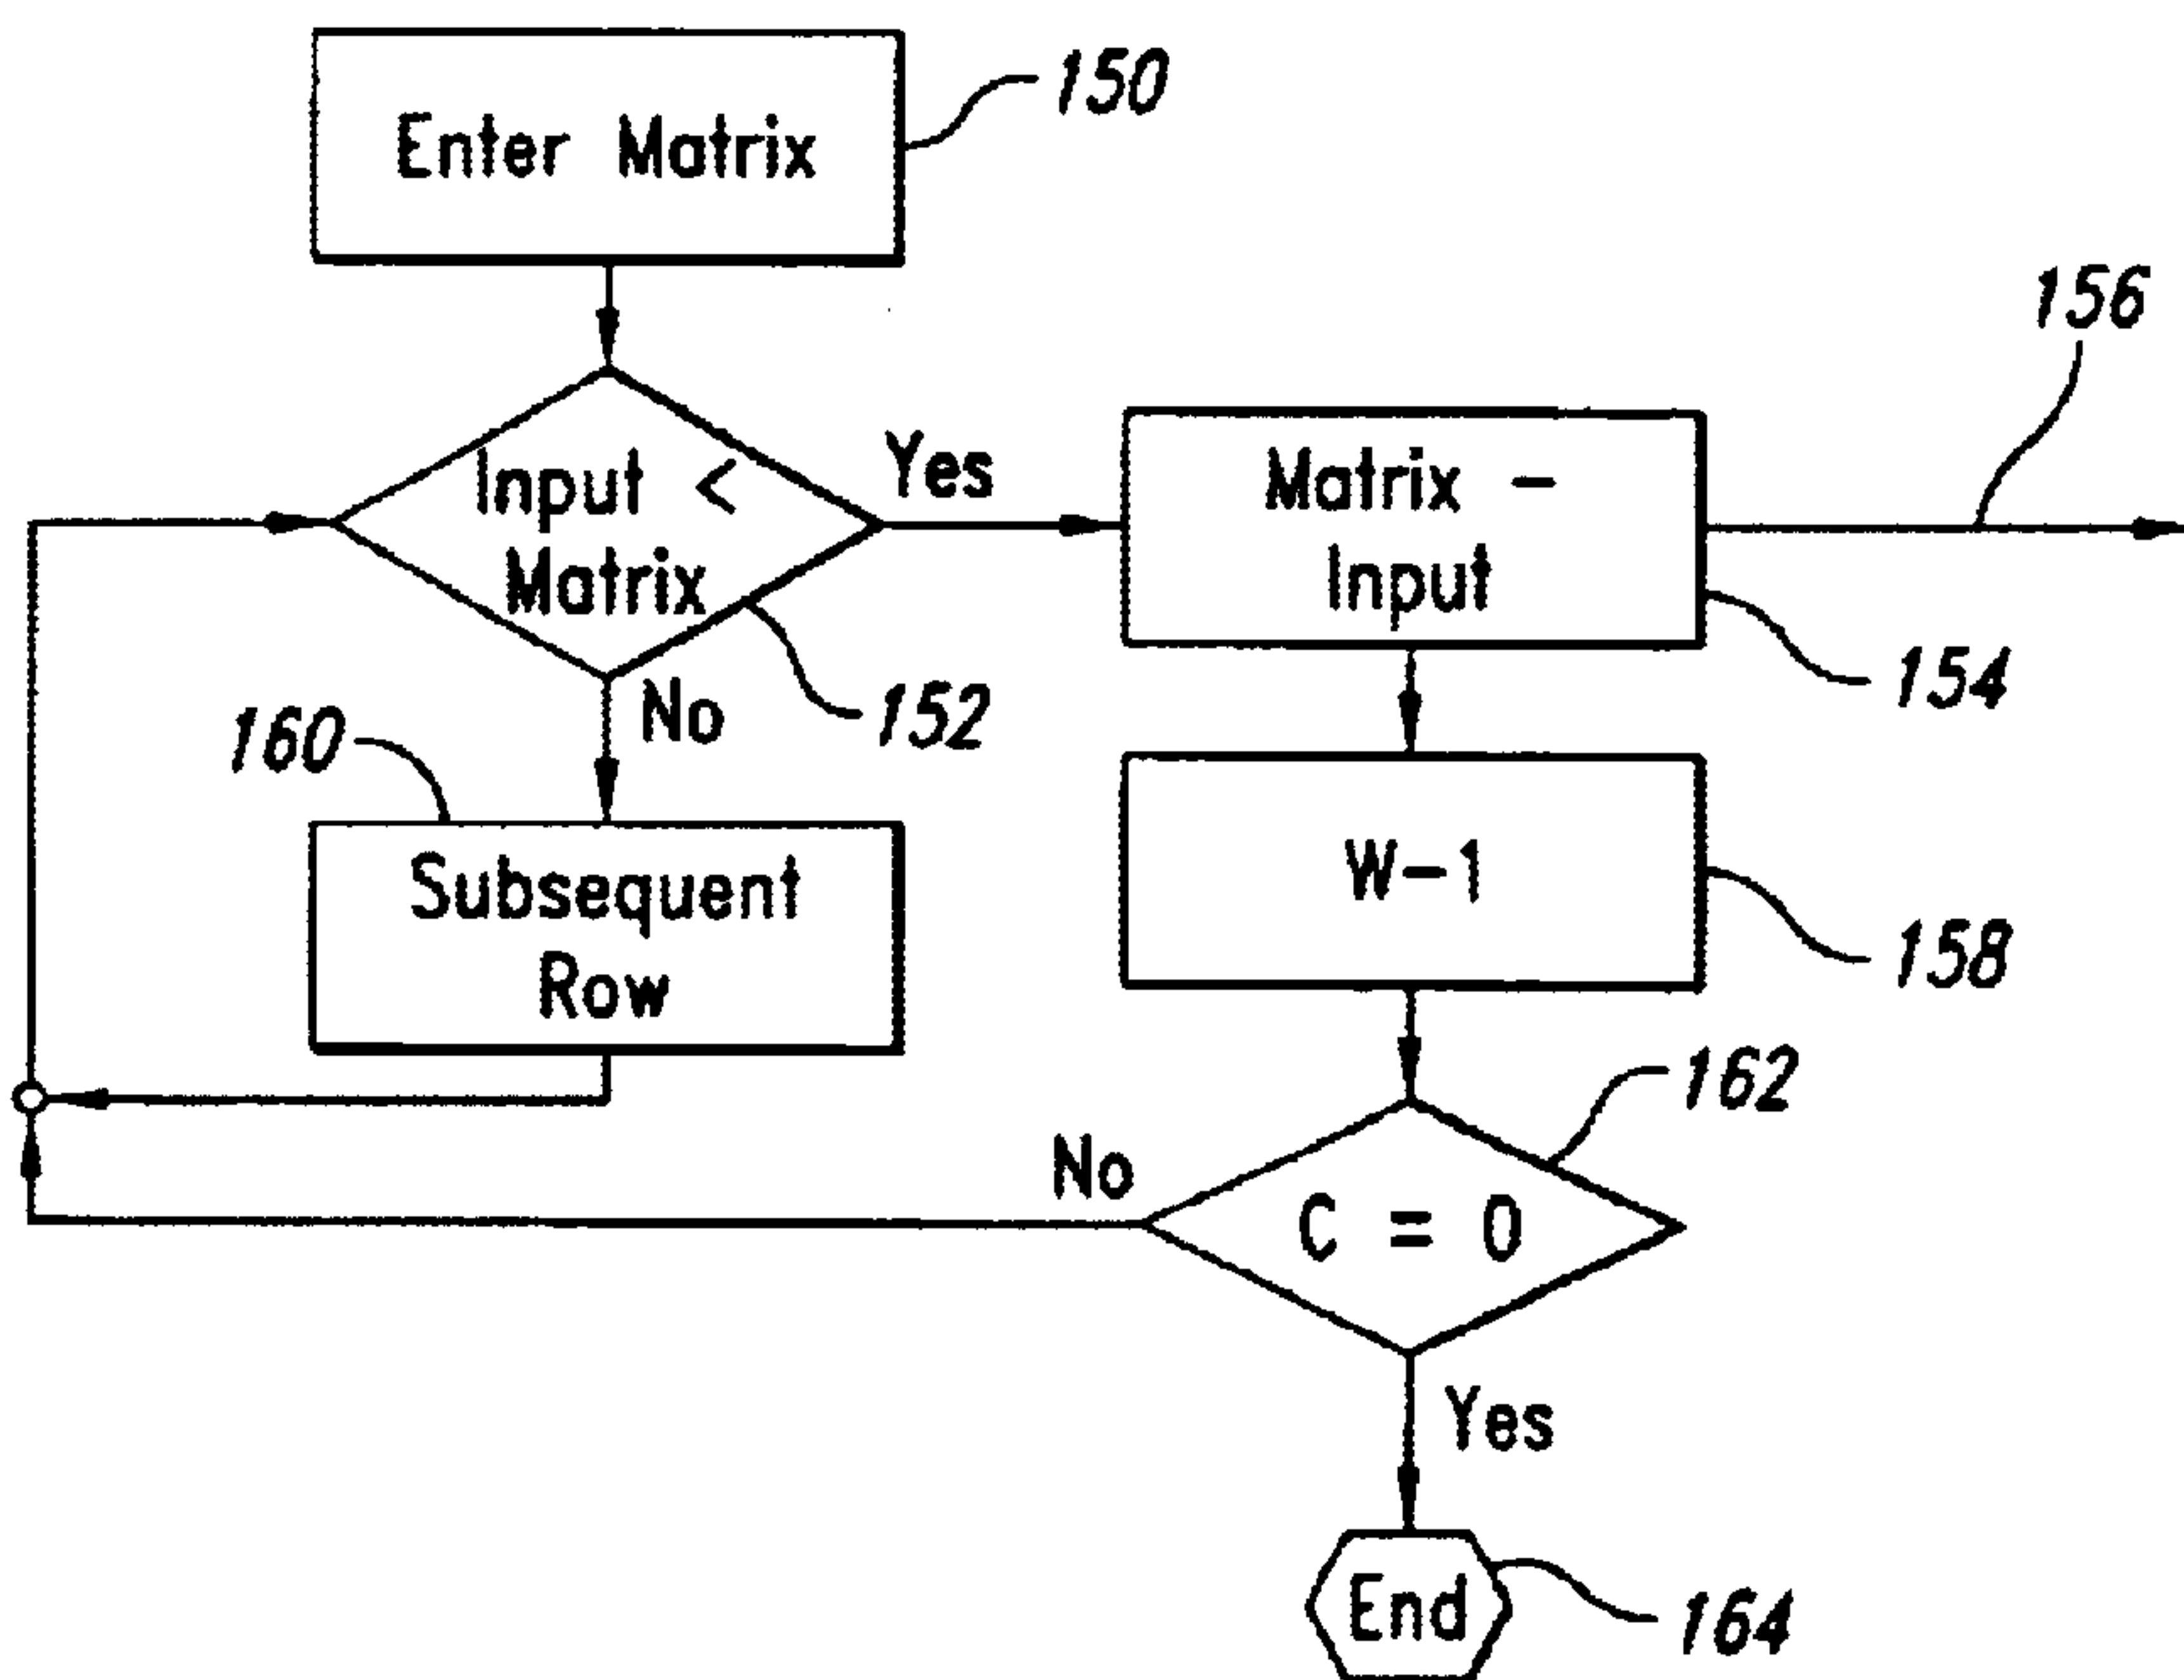 Enter Matrix
150
156
Input <
Matrix
Yes
Matrix -
Input
154
152
No
160
Subsequent
Row
W-1
158
162
No
C = 0
Yes
End
164